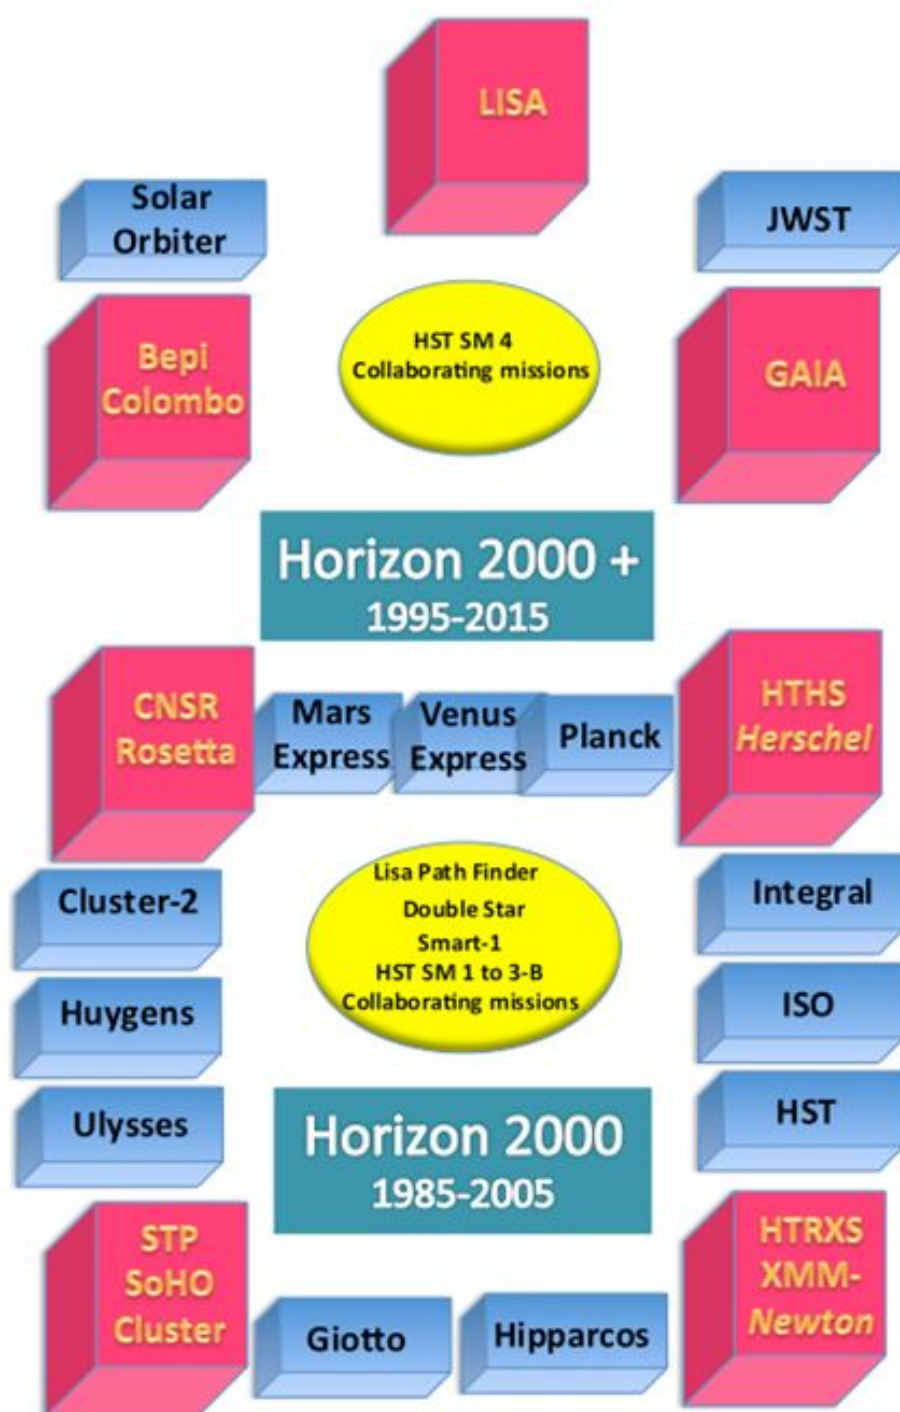 LISA
Solar
Orbiter
JWST
HST SM 4
Collaborating missions
Bepi
Colombo
GAIA
Horizon 2000 +
1995-2015
CNSR
Rosetta
Mars
Express
Venus
Express
Planck
HTHS
Herschel
Cluster-2
Lisa Path Finder
Double Star
Smart-1
HST SM 1 to 3-B
Collaborating missions
Integral
Huygens
ISO
Ulysses
HST
Horizon 2000
1985-2005
STP
SoHO
Cluster
Giotto
Hipparcos
HTRXS
XMM-
Newton